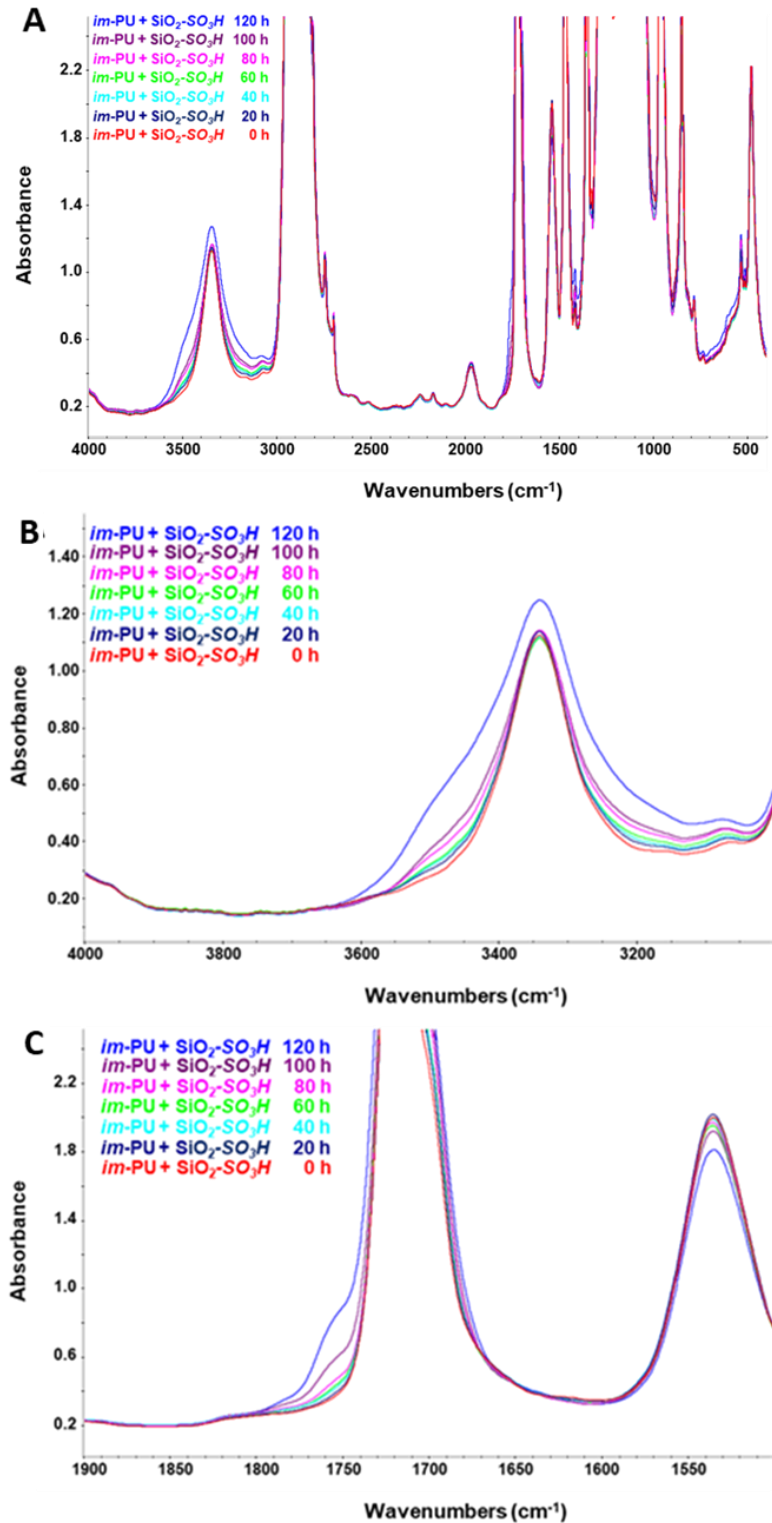 A
im-PU + SiO₂-SO₃H 120 h
im-PU + SiO₂-SO₃H 100 h
im-PU + SiO₂-SO₃H 80 h
im-PU + SiO₂-SO₃H 60 h
im-PU + SiO₂-SO₃H 40 h
im-PU + SiO₂-SO₃H 20 h
im-PU + SiO₂-SO₃H 0 h
Absorbance
2.2
1.8
1.4
1.0
0.6
0.2
4000 3500 3000 2500 2000 1500 1000 500
Wavenumbers (cm⁻¹)
B
im-PU + SiO₂-SO₃H 120 h
im-PU + SiO₂-SO₃H 100 h
im-PU + SiO₂-SO₃H 80 h
im-PU + SiO₂-SO₃H 60 h
im-PU + SiO₂-SO₃H 40 h
im-PU + SiO₂-SO₃H 20 h
im-PU + SiO₂-SO₃H 0 h
Absorbance
1.40
1.20
1.00
0.80
0.60
0.40
0.20
4000 3800 3600 3400 3200
Wavenumbers (cm⁻¹)
C
im-PU + SiO₂-SO₃H 120 h
im-PU + SiO₂-SO₃H 100 h
im-PU + SiO₂-SO₃H 80 h
im-PU + SiO₂-SO₃H 60 h
im-PU + SiO₂-SO₃H 40 h
im-PU + SiO₂-SO₃H 20 h
im-PU + SiO₂-SO₃H 0 h
Absorbance
2.2
1.8
1.4
1.0
0.6
0.2
1900 1850 1800 1750 1700 1650 1600 1550
Wavenumbers (cm⁻¹)